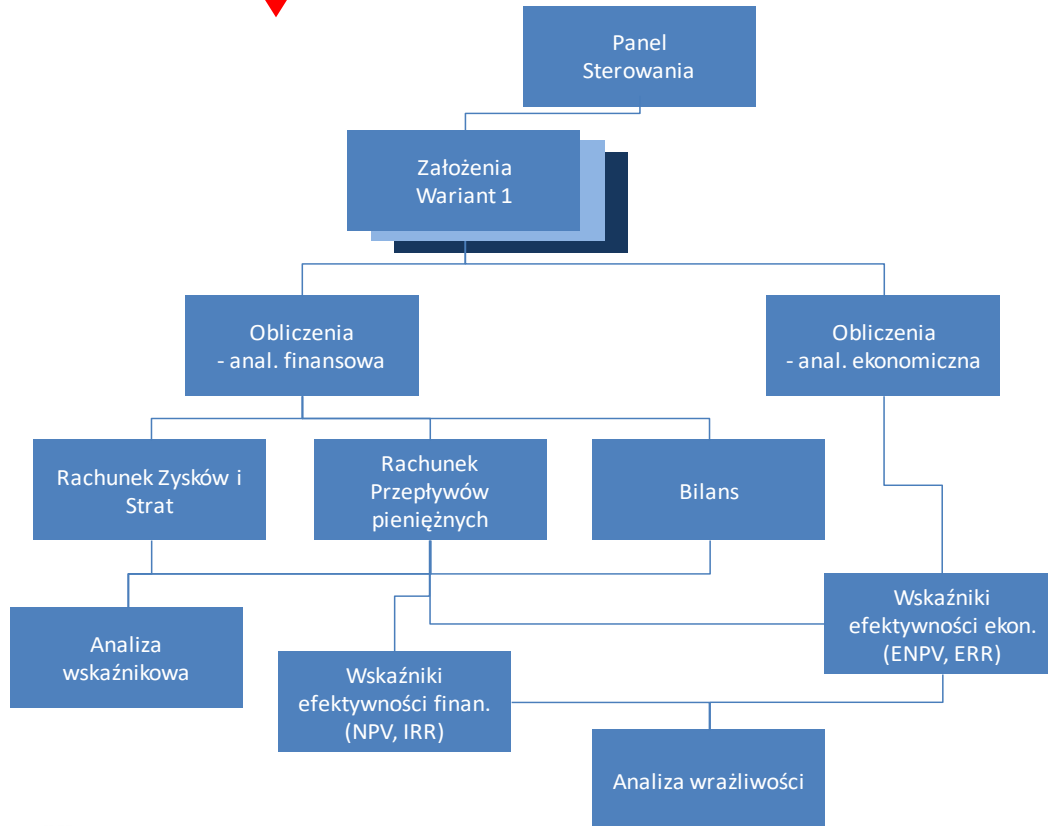 Panel
Sterowania
Założenia
Wariant 1
Obliczenia
- anal. finansowa
Obliczenia
- anal. ekonomiczna
Rachunek Zysków i
Strat
Rachunek
Przepływów
pieniężnych
Bilans
Analiza
wskaźnikowa
Wskaźniki
efektywności finan.
(NPV, IRR)
Wskaźniki
efektywności ekon.
(ENPV, ERR)
Analiza wrażliwości